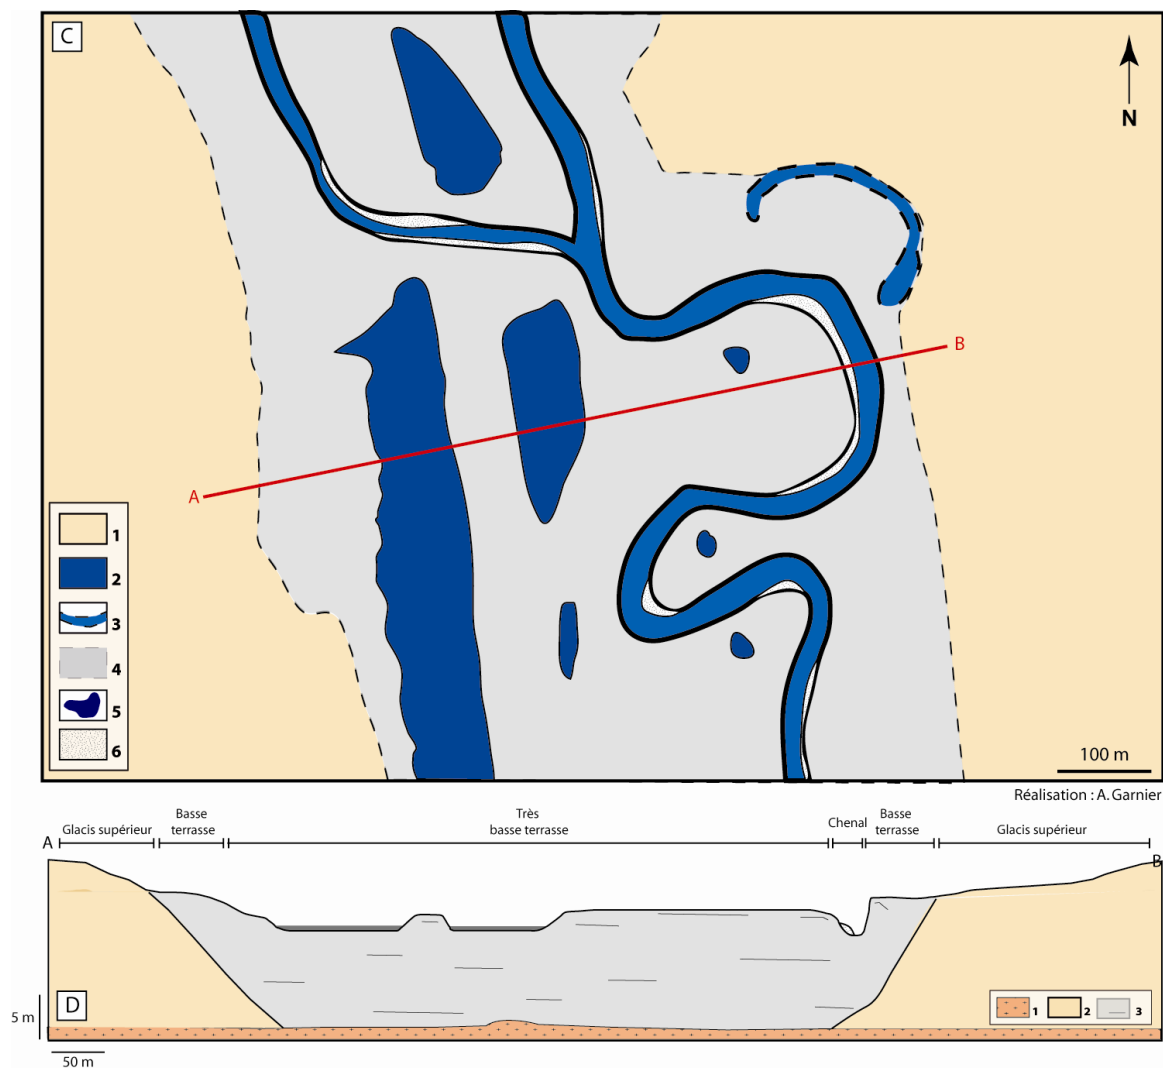 C
N
B
A
1
2
3
4
5
6
100 m
Réalisation : A. Garnier
A
Glacis supérieur
Basse
terrasse
Très
basse terrasse
Chenal
Basse
terrasse
Glacis supérieur
B
D
5 m
1 2 3
50 m